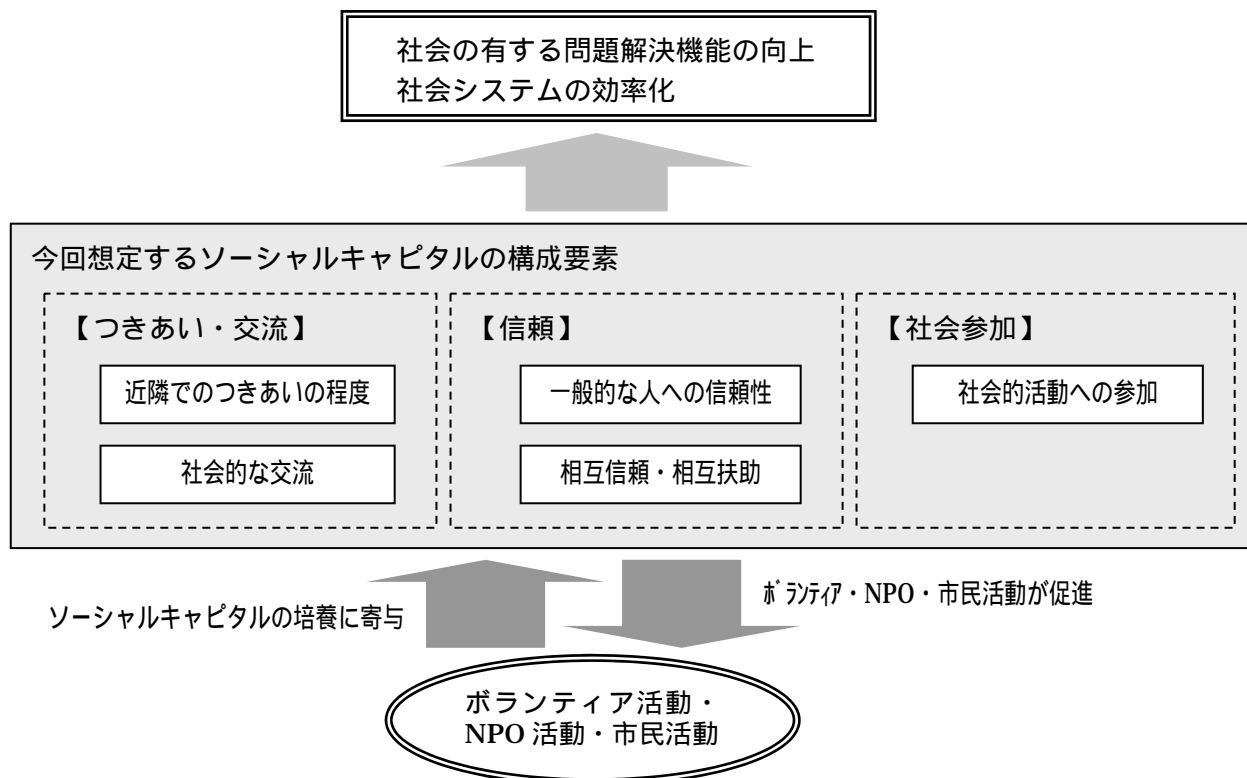 社会の有する問題解決機能の向上
社会システムの効率化
今回想定するソーシャルキャピタルの構成要素
【つきあい・交流】
近隣でのつきあいの程度
社会的な交流
【信頼】
一般的な人への信頼性
相互信頼・相互扶助
【社会参加】
社会的活動への参加
ソーシャルキャピタルの培養に寄与
ﾎﾞﾗﾝﾃｨｱ・NPO・市民活動が促進
ボランティア活動・
NPO 活動・市民活動